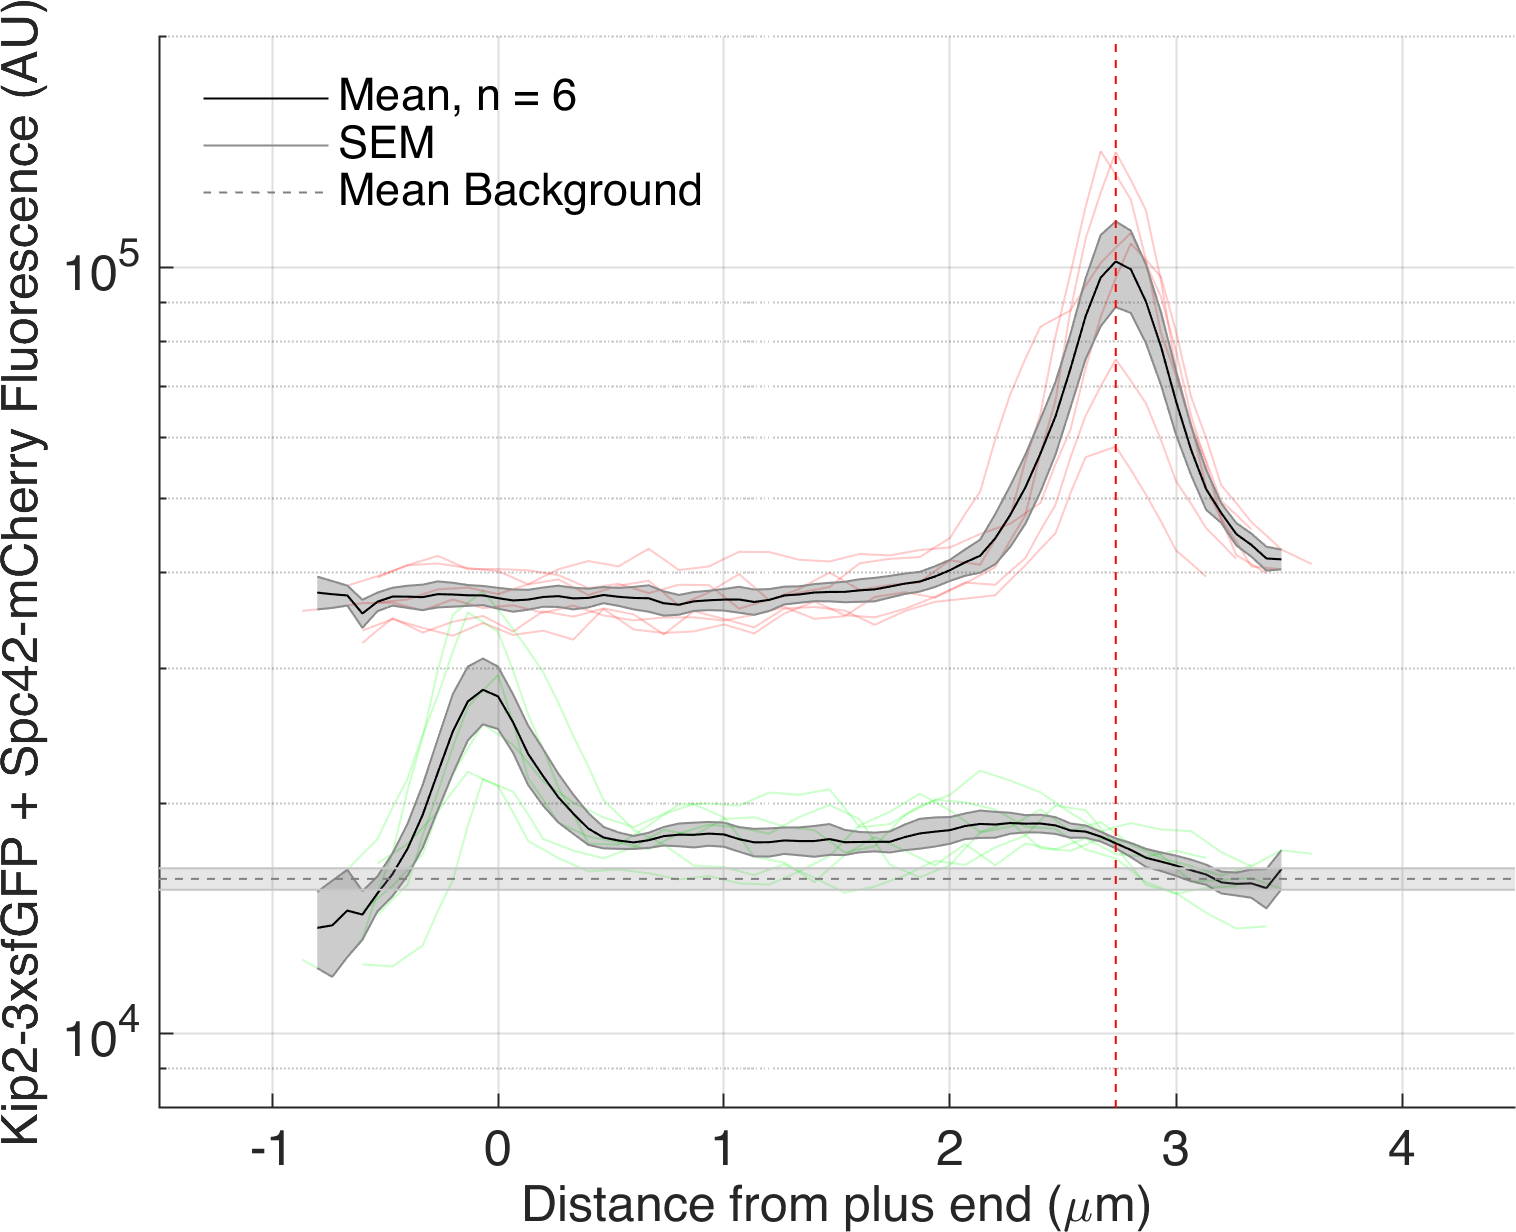 Kip2-3xsfGFP + Spc42-mCherry Fluorescence (AU)
Mean, n = 6
SEM
Mean Background
10^5
10^4
-1 0 1 2 3 4
Distance from plus end (μm)